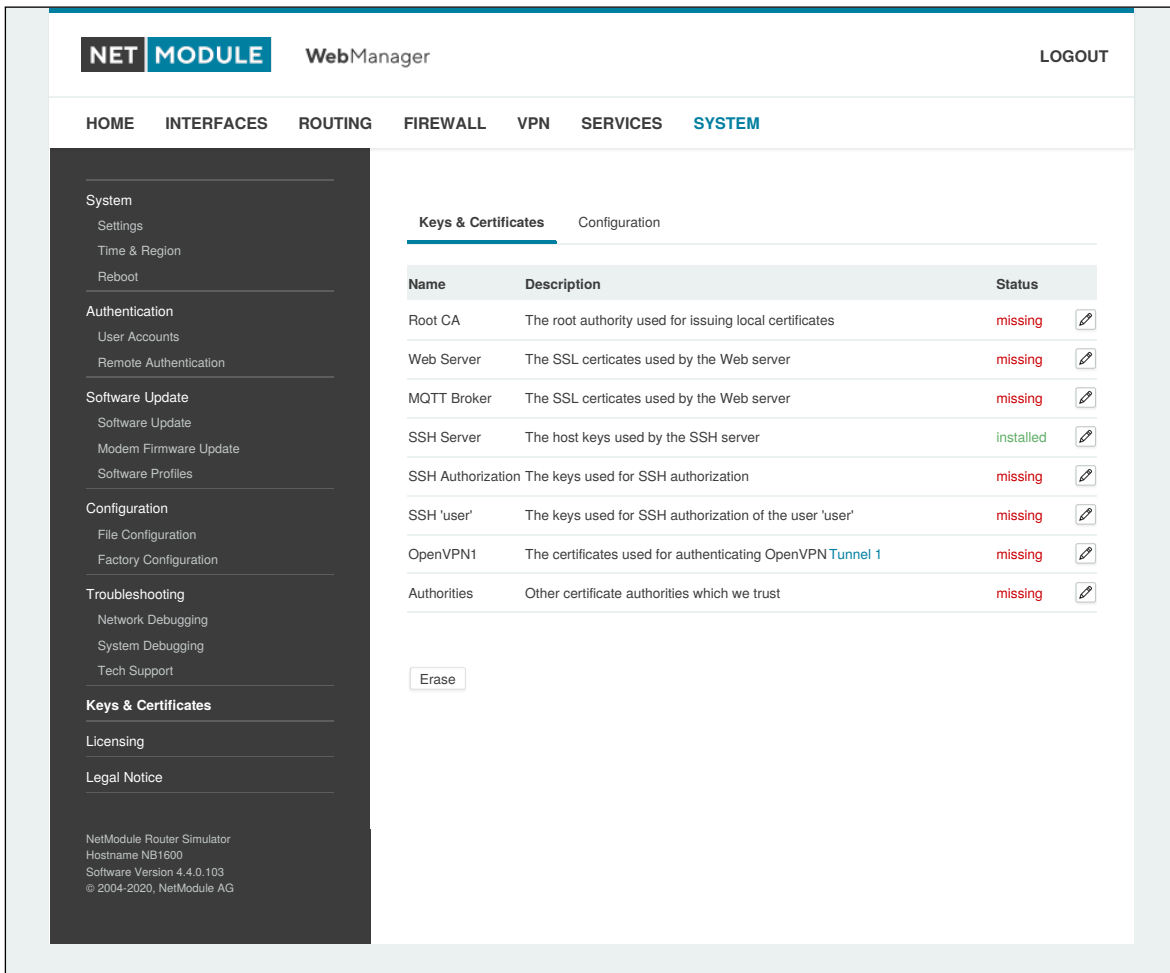 NET MODULE WebManager LOGOUT
HOME INTERFACES ROUTING FIREWALL VPN SERVICES SYSTEM
System
Settings
Time & Region
Reboot
Authentication
User Accounts
Remote Authentication
Software Update
Software Update
Modem Firmware Update
Software Profiles
Configuration
File Configuration
Factory Configuration
Troubleshooting
Network Debugging
System Debugging
Tech Support
Keys & Certificates
Licensing
Legal Notice
NetModule Router Simulator
Hostname NB1600
Software Version 4.4.0.103
© 2004-2020, NetModule AG
Keys & Certificates Configuration
Name Description Status
Root CA The root authority used for issuing local certificates missing
Web Server The SSL certicates used by the Web server missing
MQTT Broker The SSL certicates used by the Web server missing
SSH Server The host keys used by the SSH server installed
SSH Authorization The keys used for SSH authorization missing
SSH 'user' The keys used for SSH authorization of the user 'user' missing
OpenVPN1 The certificates used for authenticating OpenVPN Tunnel 1 missing
Authorities Other certificate authorities which we trust missing
Erase